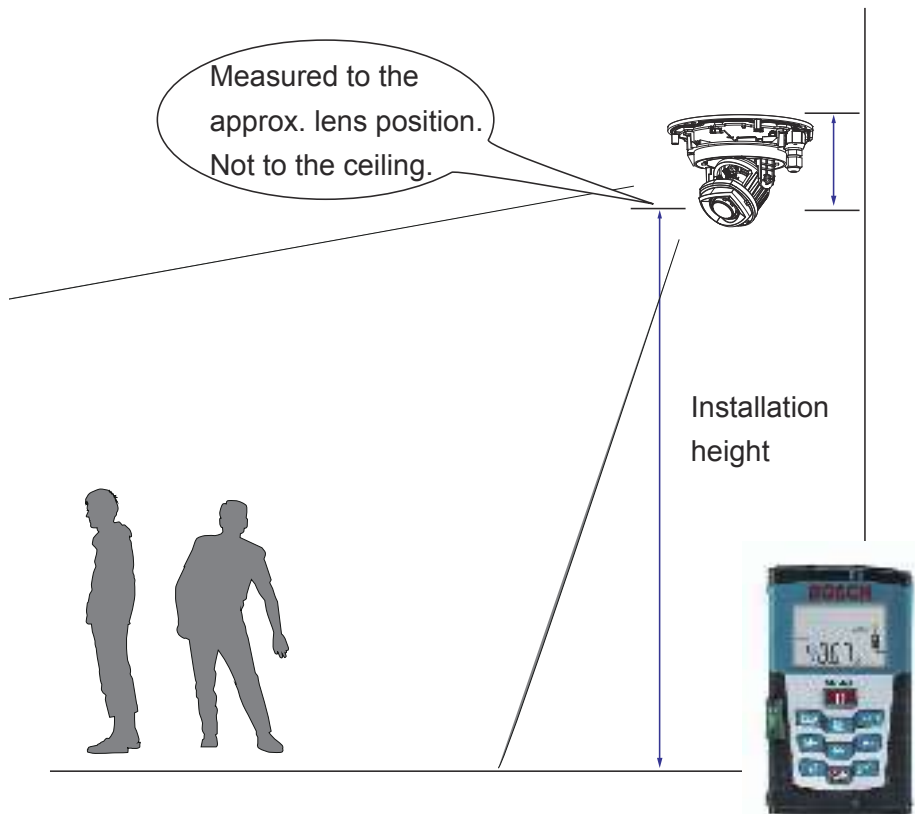 Measured to the
approx. lens position.
Not to the ceiling.
Installation
height
BOSCH